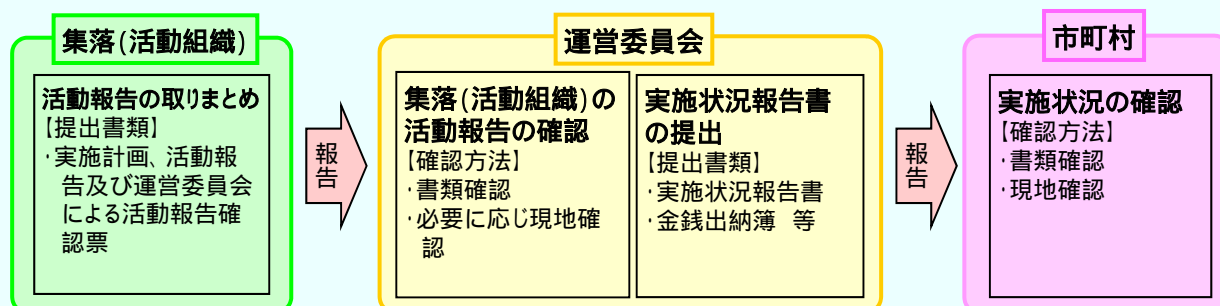 集落(活動組織)
活動報告の取りまとめ
【提出書類】
・実施計画、活動報
告及び運営委員会
による活動報告確
認票
報告
運営委員会
集落(活動組織)の
活動報告の確認
【確認方法】
・書類確認
・必要に応じ現地確
認
実施状況報告書
の提出
【提出書類】
・実施状況報告書
・金銭出納簿 等
報告
市町村
実施状況の確認
【確認方法】
・書類確認
・現地確認